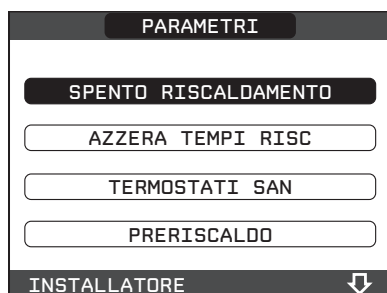 PARAMETRI
SPENTO RISCALDAMENTO
AZZERA TEMPI RISC
TERMOSTATI SAN
PRERISCALDO
INSTALLATORE